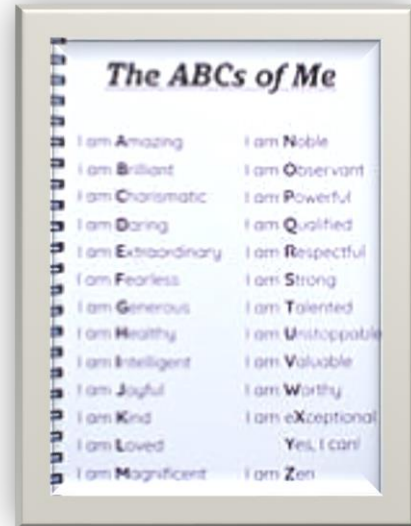 The ABCs of Me
I am Amazing
I am Brilliant
I am Charismatic
I am Daring
I am Extraordinary
I am Fearless
I am Generous
I am Healthy
I am Intelligent
I am Joyful
I am Kind
I am Loved
I am Magnificent
I am Noble
I am Observant
I am Powerful
I am Qualified
I am Respectful
I am Strong
I am Talented
I am Unstoppable
I am Valuable
I am Worthy
I am eXceptional
Yes, I can!
I am Zen